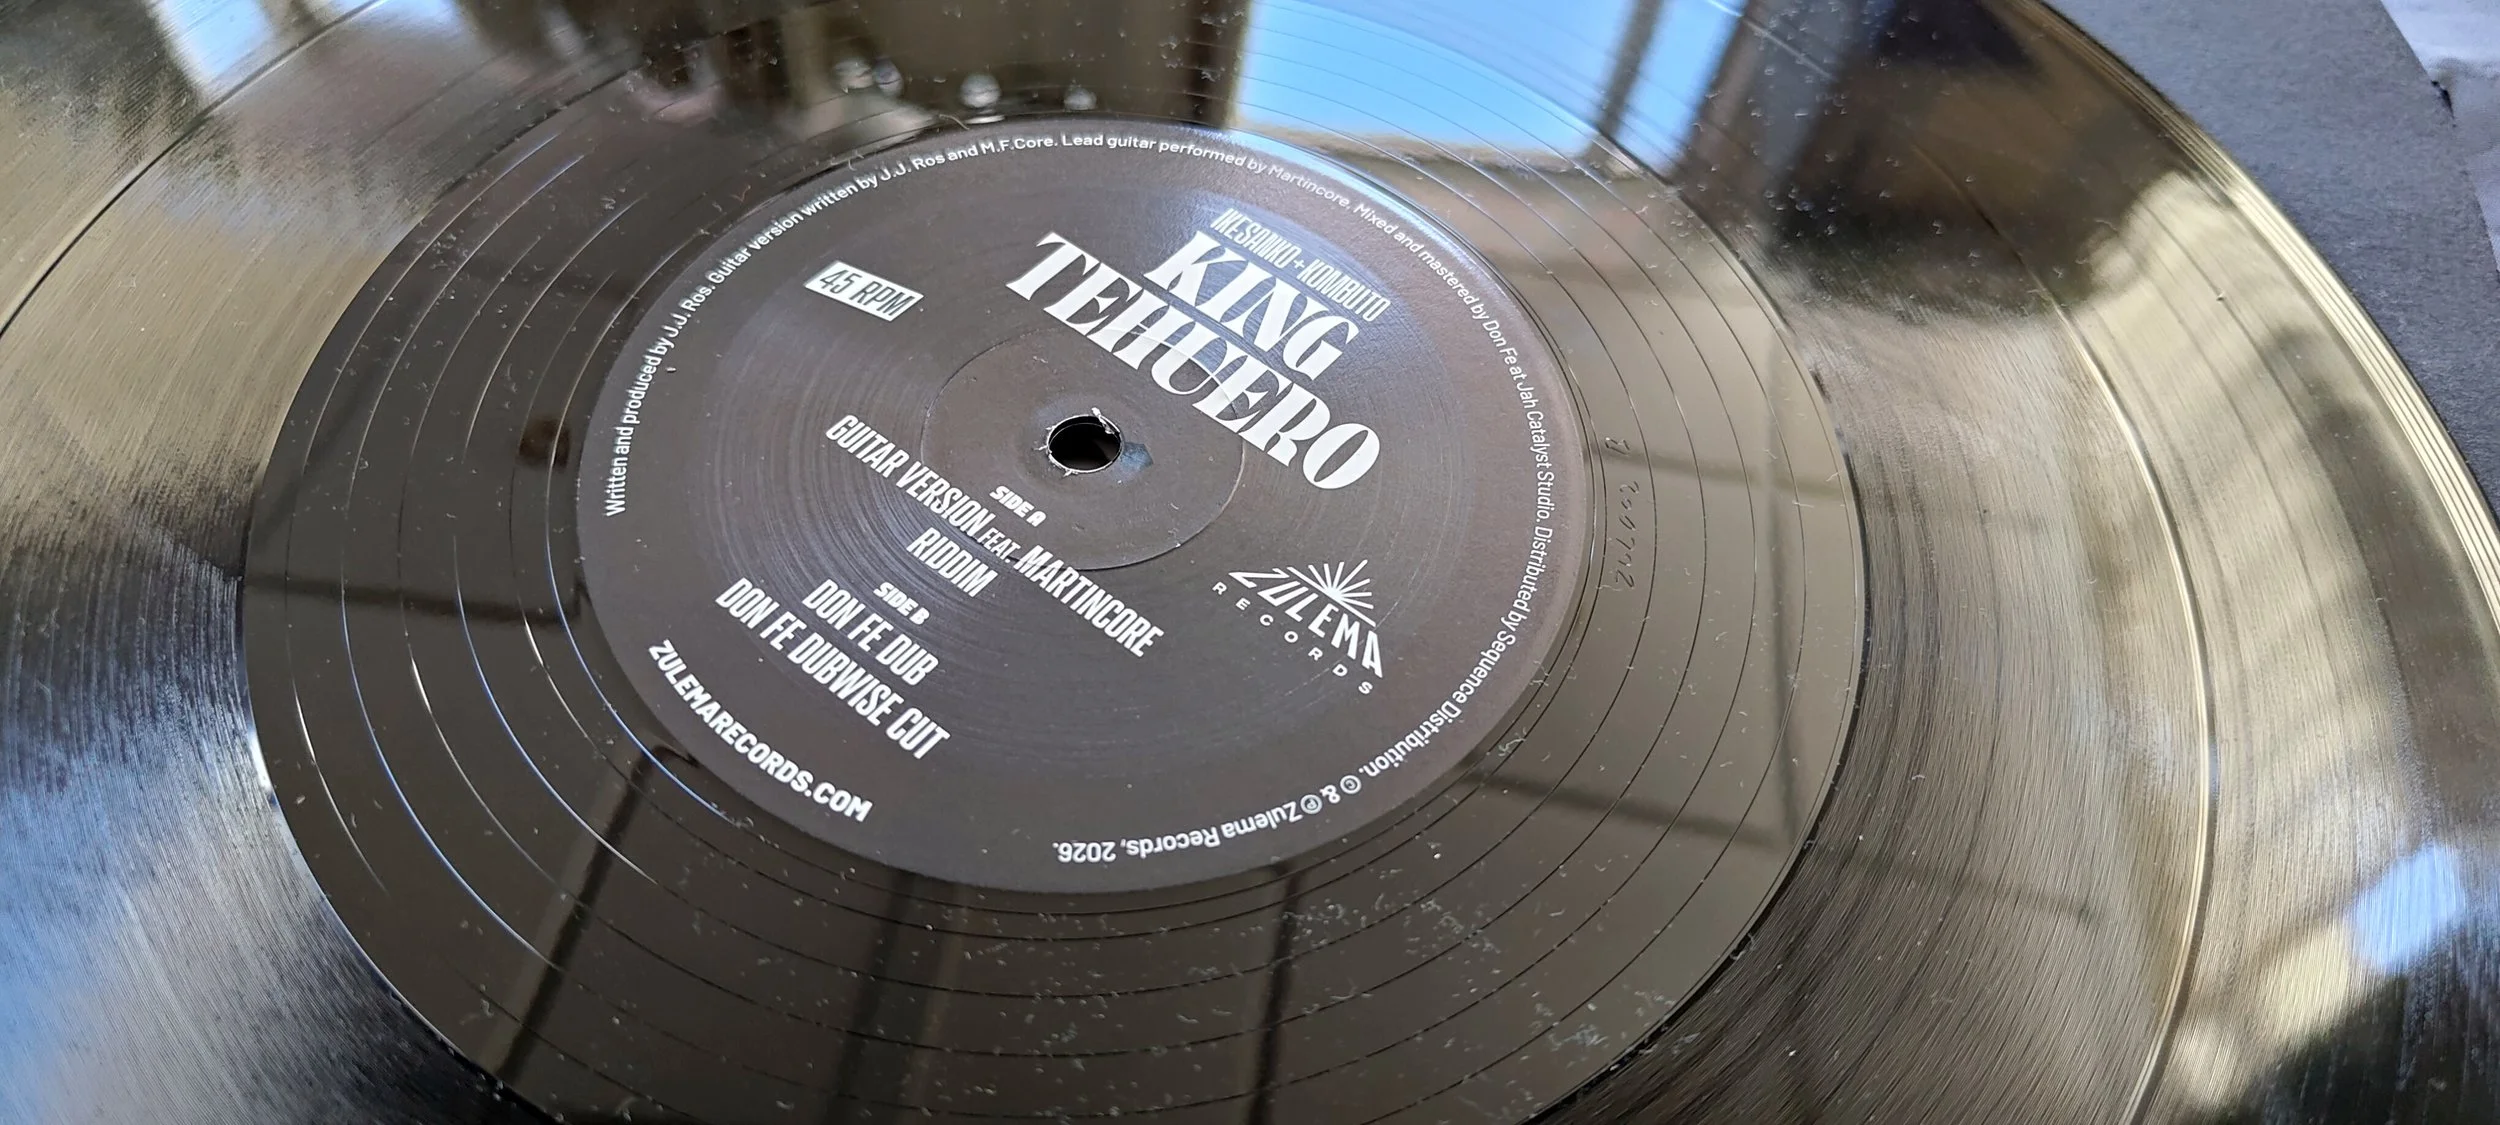 Written and produced by J.J. Ros. Guitar version written by J.J. Ros and M.F.Core. Lead guitar performed by Martincore. Mixed and mastered by Don Fe at Jah Catalyst Studio. Distributed by Sequence Distribution. © & ℗ Zulema Records, 2026.
IKESANKO + KOMBUTO
KING
TEHUERO
45 RPM
SIDE A
GUITAR VERSION FEAT. MARTINCORE
RIDDIM
SIDE B
DON FE DUB
DON FE DUBWISE CUT
ZULEMARECORDS.COM
ZULEMA
RECORDS